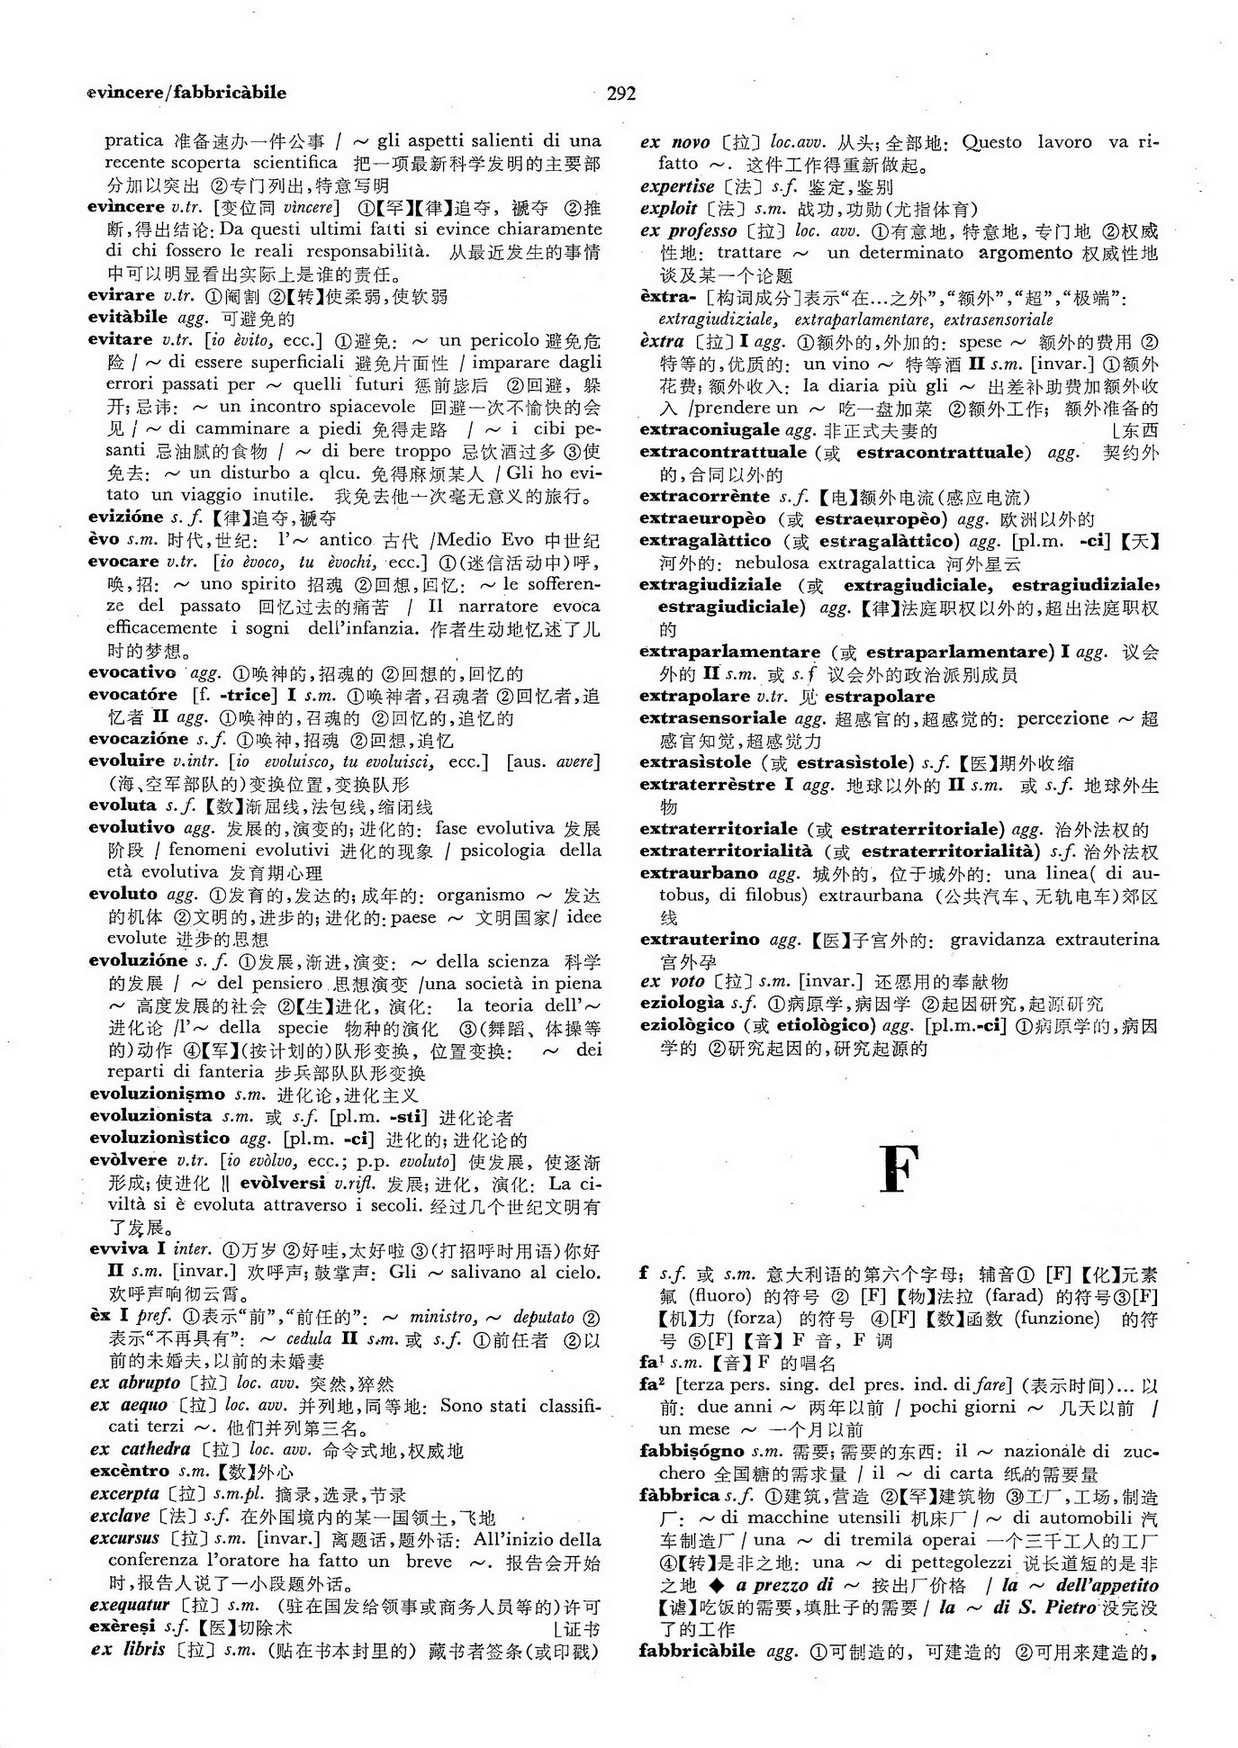 evìncere/fabbricàbile
292
pratica 准备速办一件公事 / ～ gli aspetti salienti di una
recente scoperta scientifica 把一项最新科学发明的主要部
分加以突出 ②专门列出,特意写明
evìncere v.tr. [变位同 vincere] ①【罕】【律】追夺, 褫夺 ②推
断,得出结论: Da questi ultimi fatti si evince chiaramente
di chi fossero le reali responsabilità. 从最近发生的事情
中可以明显看出实际上是谁的责任。
evirare v.tr. ①阉割 ②【转】使柔弱,使软弱
evitàbile agg. 可避免的
evitare v.tr. [io èvito, ecc.] ①避免: ～ un pericolo 避免危
险 / ～ di essere superficiali 避免片面性 / imparare dagli
errori passati per ～ quelli futuri 惩前毖后 ②回避, 躲
开;忌讳: ～ un incontro spiacevole 回避一次不愉快的会
见 / ～ di camminare a piedi 免得走路 / ～ i cibi pe-
santi 忌油腻的食物 / ～ di bere troppo 忌饮酒过多 ③使
免去: ～ un disturbo a qlcu. 免得麻烦某人 / Gli ho evi-
tato un viaggio inutile. 我免去他一次毫无意义的旅行。
evizióne s. f. 【律】追夺,褫夺
èvo s.m. 时代,世纪: l'～ antico 古代 /Medio Evo 中世纪
evocare v.tr. [io èvoco, tu èvochi, ecc.] ①(迷信活动中)呼,
唤,招: ～ uno spirito 招魂 ②回想,回忆: ～ le sofferen-
ze del passato 回忆过去的痛苦 / Il narratore evoca
efficacemente i sogni dell'infanzia. 作者生动地忆述了儿
时的梦想。
evocativo agg. ①唤神的,招魂的 ②回想的,回忆的
evocatóre [f. -trice] I s.m. ①唤神者,召魂者 ②回忆者,追
忆者 II agg. ①唤神的,召魂的 ②回忆的,追忆的
evocazióne s. f. ①唤神,招魂 ②回想,追忆
evoluire v.intr. [io evoluisco, tu evoluisci, ecc.] [aus. avere]
(海、空军部队的)变换位置,变换队形
evoluta s. f. 【数】渐屈线,法包线,缩闭线
evolutivo agg. 发展的,演变的;进化的: fase evolutiva 发展
阶段 / fenomeni evolutivi 进化的现象 / psicologia della
età evolutiva 发育期心理
evoluto agg. ①发育的,发达的;成年的: organismo ～ 发达
的机体 ②文明的,进步的;进化的: paese ～ 文明国家/ idee
evolute 进步的思想
evoluzióne s. f. ①发展,渐进,演变: ～ della scienza 科学
的发展 / ～ del pensiero 思想演变 /una società in piena
～ 高度发展的社会 ②【生】进化, 演化: la teoria dell'～
进化论 /l'～ della specie 物种的演化 ③(舞蹈、体操等
的)动作 ④【军】(按计划的)队形变换, 位置变换: ～ dei
reparti di fanteria 步兵部队队形变换
evoluzionismo s.m. 进化论,进化主义
evoluzionista s.m. 或 s.f. [pl.m. -sti] 进化论者
evoluzionìstico agg. [pl.m. -ci] 进化的;进化论的
evòlvere v.tr. [io evòlvo, ecc.; p.p. evoluto] 使发展, 使逐渐
形成;使进化 ‖ evòlversi v.rifl. 发展;进化, 演化: La ci-
viltà si è evoluta attraverso i secoli. 经过几个世纪文明有
了发展。
evviva I inter. ①万岁 ②好哇,太好啦 ③(打招呼时用语)你好
II s.m. [invar.] 欢呼声;鼓掌声: Gli ～ salivano al cielo.
欢呼声响彻云霄。
èx I pref. ①表示“前”,“前任的”: ～ ministro, ～ deputato ②
表示“不再具有”: ～ cedula II s.m. 或 s.f. ①前任者 ②以
前的未婚夫,以前的未婚妻
ex abrupto 〔拉〕 loc. avv. 突然,猝然
ex aequo 〔拉〕 loc. avv. 并列地,同等地: Sono stati classifi-
cati terzi ～. 他们并列第三名。
ex cathedra 〔拉〕 loc. avv. 命令式地,权威地
excèntro s.m. 【数】外心
excerpta 〔拉〕 s.m.pl. 摘录,选录,节录
exclave 〔法〕 s.f. 在外国境内的某一国领土,飞地
excursus 〔拉〕 s.m. [invar.] 离题话,题外话: All'inizio della
conferenza l'oratore ha fatto un breve ～. 报告会开始
时,报告人说了一小段题外话。
exequatur 〔拉〕 s.m. (驻在国发给领事或商务人员等的)许可
exèresi s.f. 【医】切除术 ⌊证书
ex libris 〔拉〕 s.m. (贴在书本封里的) 藏书者签条(或印戳)
ex novo 〔拉〕 loc.avv. 从头;全部地: Questo lavoro va ri-
fatto ～. 这件工作得重新做起。
expertise 〔法〕 s.f. 鉴定,鉴别
exploit 〔法〕 s.m. 战功,功勋(尤指体育)
ex professo 〔拉〕 loc. avv. ①有意地, 特意地, 专门地 ②权威
性地: trattare ～ un determinato argomento 权威性地
谈及某一个论题
èxtra- [构词成分]表示“在…之外”,“额外”,“超”,“极端”:
extragiudiziale, extraparlamentare, extrasensoriale
èxtra 〔拉〕 I agg. ①额外的,外加的: spese ～ 额外的费用 ②
特等的,优质的: un vino ～ 特等酒 II s.m. [invar.] ①额外
花费;额外收入: la diaria più gli ～ 出差补助费加额外收
入 /prendere un ～ 吃一盘加菜 ②额外工作; 额外准备的
extraconiugale agg. 非正式夫妻的 ⌊东西
extracontrattuale (或 estracontrattuale) agg. 契约外
的,合同以外的
extracorrènte s.f. 【电】额外电流(感应电流)
extraeuropèo (或 estraeuropèo) agg. 欧洲以外的
extragalàttico (或 estragalàttico) agg. [pl.m. -ci] 【天】
河外的: nebulosa extragalattica 河外星云
extragiudiziale (或 extragiudiciale, estragiudiziale,
estragiudiciale) agg. 【律】法庭职权以外的,超出法庭职权
的
extraparlamentare (或 estraparlamentare) I agg. 议会
外的 II s.m. 或 s.f 议会外的政治派别成员
extrapolare v.tr. 见 estrapolare
extrasensoriale agg. 超感官的,超感觉的: percezione ～ 超
感官知觉,超感觉力
extrasìstole (或 estrasìstole) s.f. 【医】期外收缩
extraterrèstre I agg. 地球以外的 II s.m. 或 s.f. 地球外生
物
extraterritoriale (或 estraterritoriale) agg. 治外法权的
extraterritorialità (或 estraterritorialità) s.f. 治外法权
extraurbano agg. 城外的, 位于城外的: una linea( di au-
tobus, di filobus) extraurbana (公共汽车、无轨电车)郊区
线
extrauterino agg. 【医】子宫外的: gravidanza extrauterina
宫外孕
ex voto 〔拉〕 s.m. [invar.] 还愿用的奉献物
eziologìa s.f. ①病原学,病因学 ②起因研究,起源研究
eziològico (或 etiològico) agg. [pl.m.-ci] ①病原学的,病因
学的 ②研究起因的,研究起源的
F
f s.f. 或 s.m. 意大利语的第六个字母; 辅音① [F] 【化】元素
氟 (fluoro) 的符号 ② [F] 【物】法拉 (farad) 的符号③[F]
【机】力 (forza) 的符号 ④[F] 【数】函数 (funzione) 的符
号 ⑤[F] 【音】 F 音, F 调
fa¹ s.m. 【音】 F 的唱名
fa² [terza pers. sing. del pres. ind. di fare] (表示时间)… 以
前: due anni ～ 两年以前 / pochi giorni ～ 几天以前 /
un mese ～ 一个月以前
fabbisógno s.m. 需要;需要的东西: il ～ nazionale di zuc-
chero 全国糖的需求量 / il ～ di carta 纸的需要量
fàbbrica s.f. ①建筑,营造 ②【罕】建筑物 ③工厂,工场,制造
厂: ～ di macchine utensili 机床厂 / ～ di automobili 汽
车制造厂 / una ～ di tremila operai 一个三千工人的工厂
④【转】是非之地: una ～ di pettegolezzi 说长道短的是非
之地 ◆ a prezzo di ～ 按出厂价格 / la ～ dell'appetito
【谑】吃饭的需要,填肚子的需要 / la ～ di S. Pietro 没完没
了的工作
fabbricàbile agg. ①可制造的, 可建造的 ②可用来建造的,